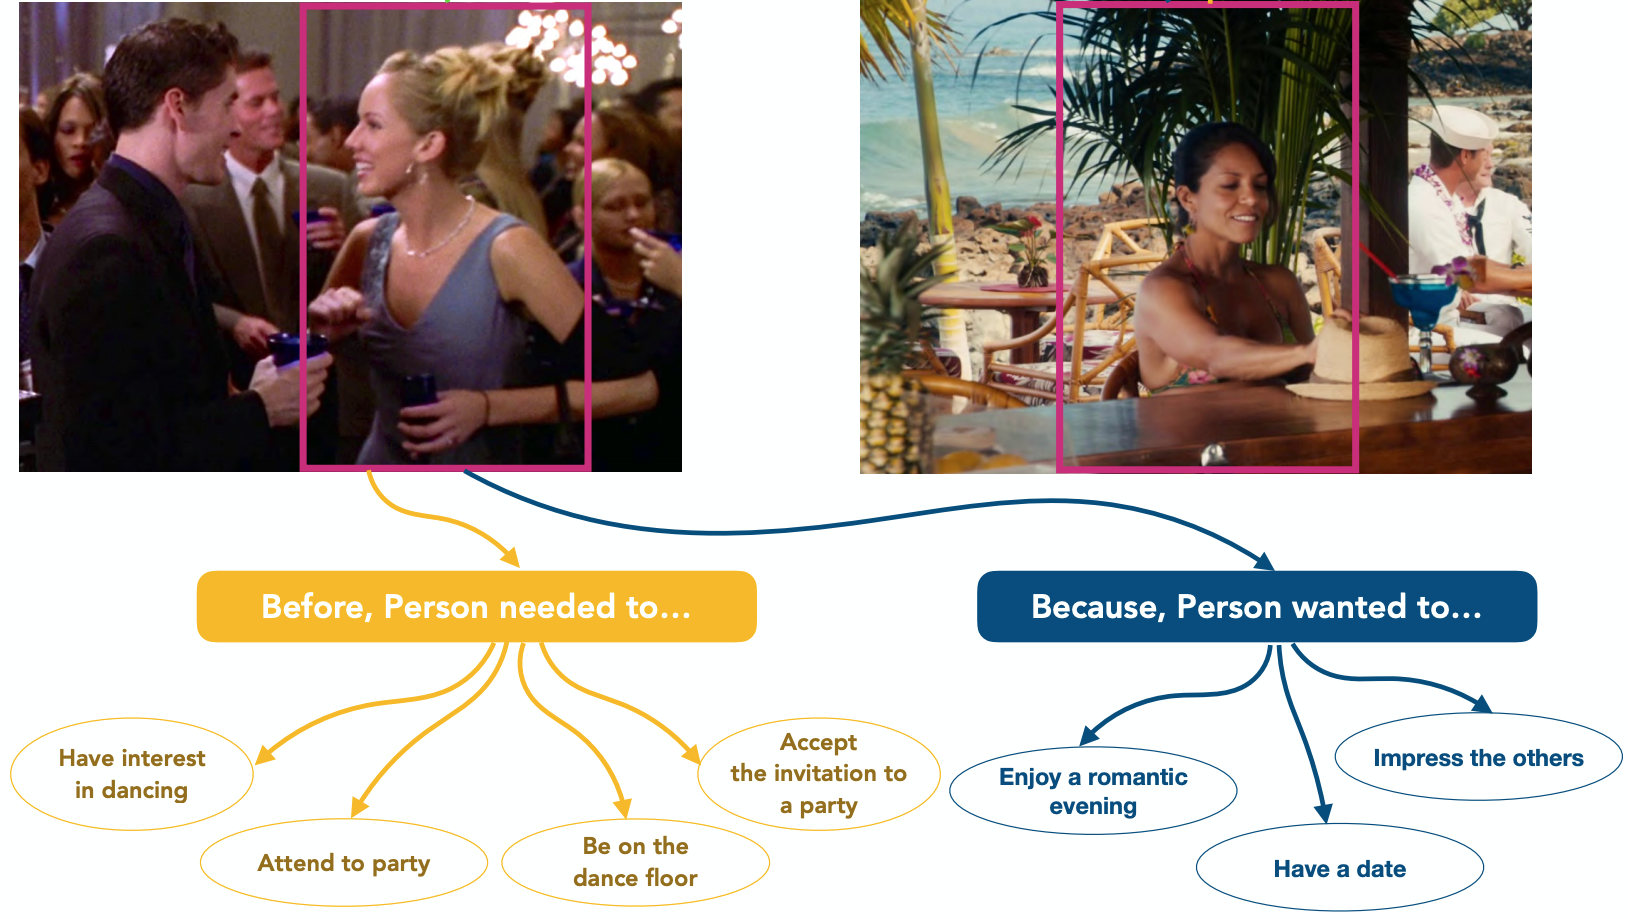 Before, Person needed to...
Because, Person wanted to...
Have interest
in dancing
Attend to party
Be on the
dance floor
Accept
the invitation to
a party
Enjoy a romantic
evening
Have a date
Impress the others